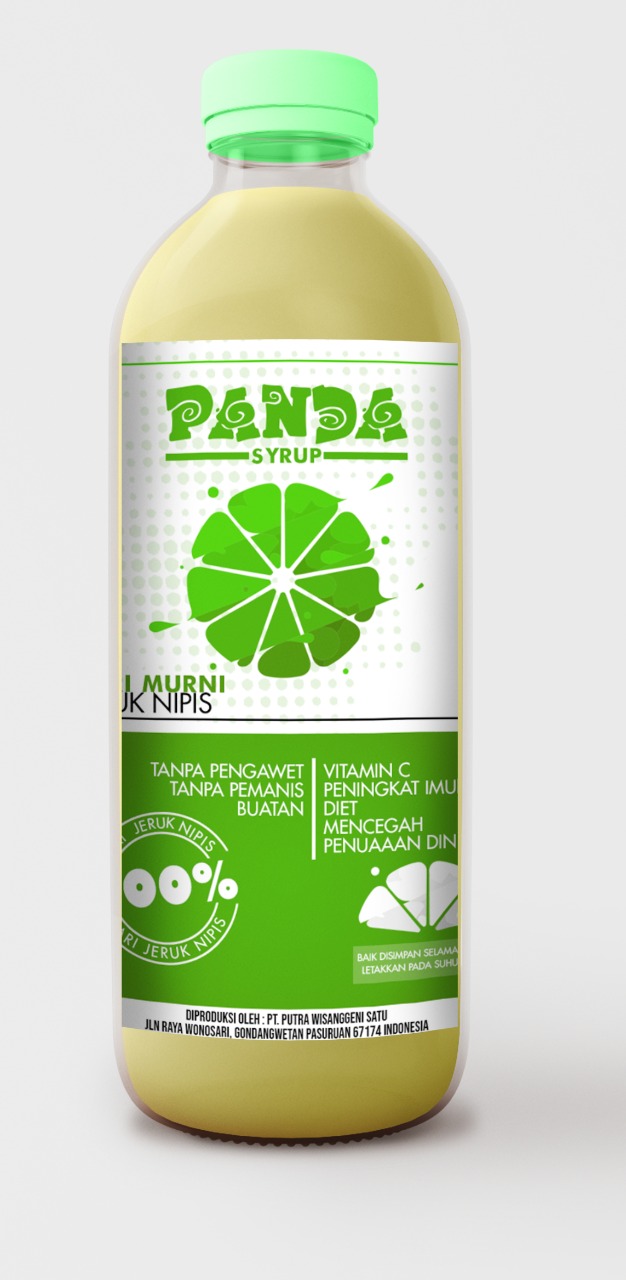 PANDA
SYRUP
I MURNI
UK NIPIS
TANPA PENGAWET
TANPA PEMANIS
BUATAN
VITAMIN C
PENINGKAT IMU
DIET
MENCEGAH
PENUAAAN DIN
JERUK NIPIS
00%
ARI JERUK NIPIS
BAIK DISIMPAN SELAMA
LETAKKAN PADA SUHU
DIPRODUKSI OLEH : PT. PUTRA WISANGGENI SATU
JLN RAYA WONOSARI, GONDANGWETAN PASURUAN 67174 INDONESIA